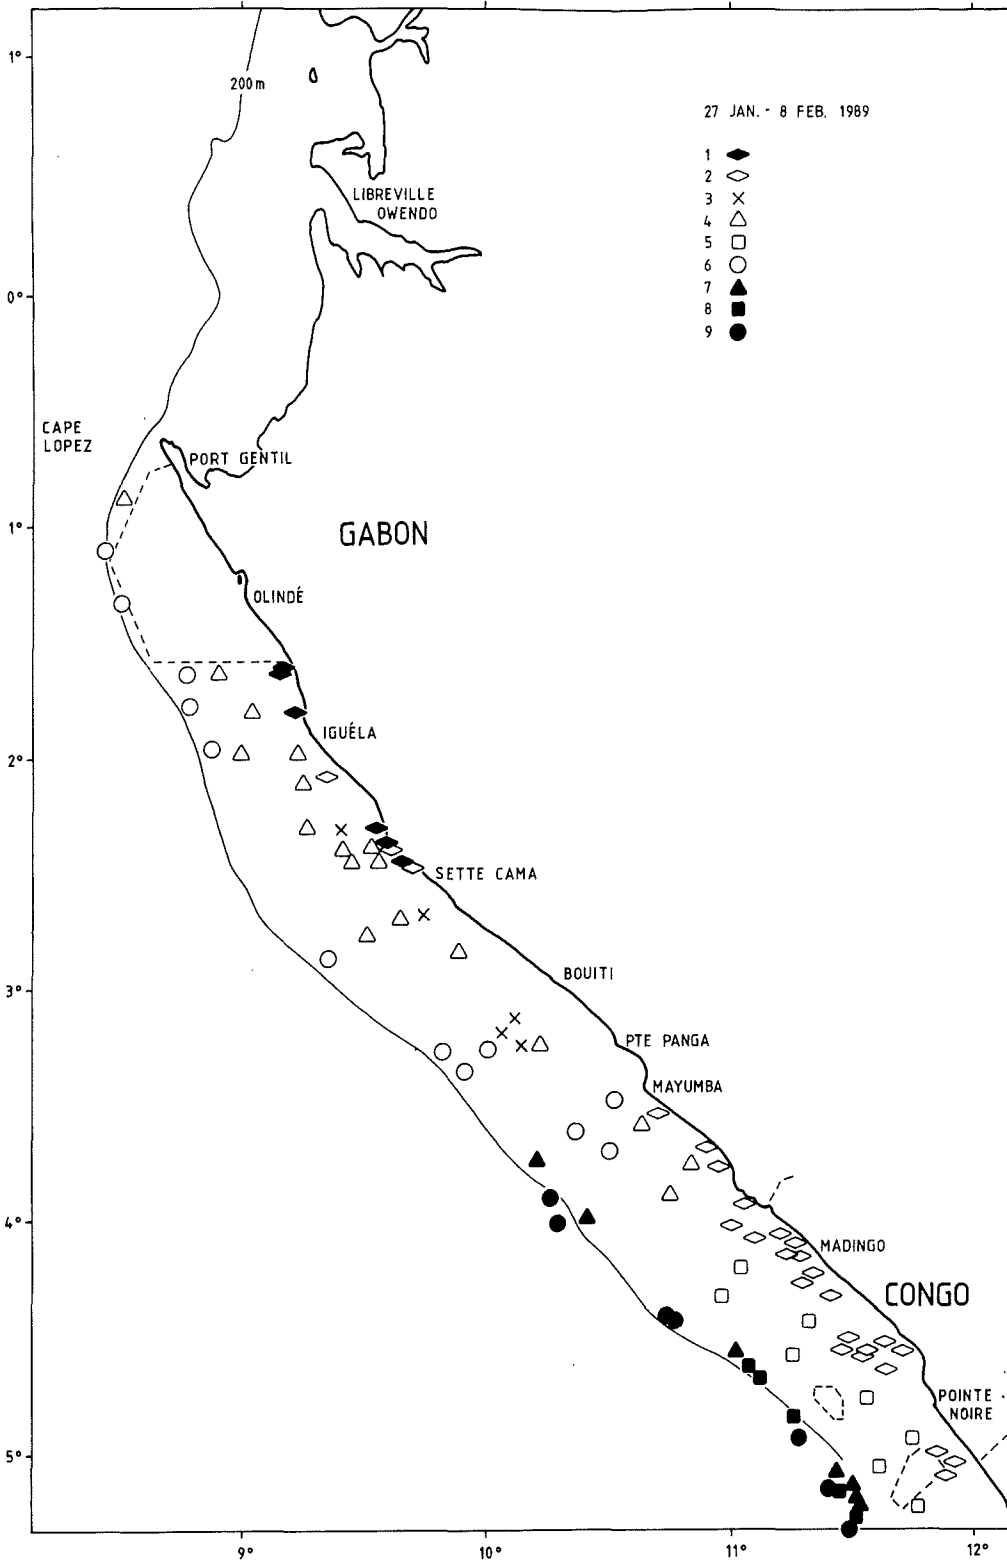 1°
200m
27 JAN. - 8 FEB. 1989
1
2
3
4
5
6
7
8
9
LIBREVILLE
OWENDO
0°
CAPE
LOPEZ
PORT GENTIL
1°
GABON
OLINDÉ
IGUÉLA
2°
SETTE CAMA
BOUITI
3°
PTE PANGA
MAYUMBA
4°
MADINGO
CONGO
POINTE
NOIRE
5°
9°
10°
11°
12°